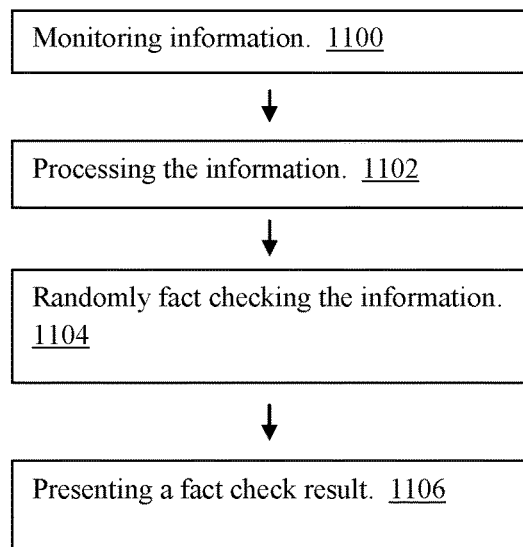 Monitoring information. 1100
Processing the information. 1102
Randomly fact checking the information.
1104
Presenting a fact check result. 1106